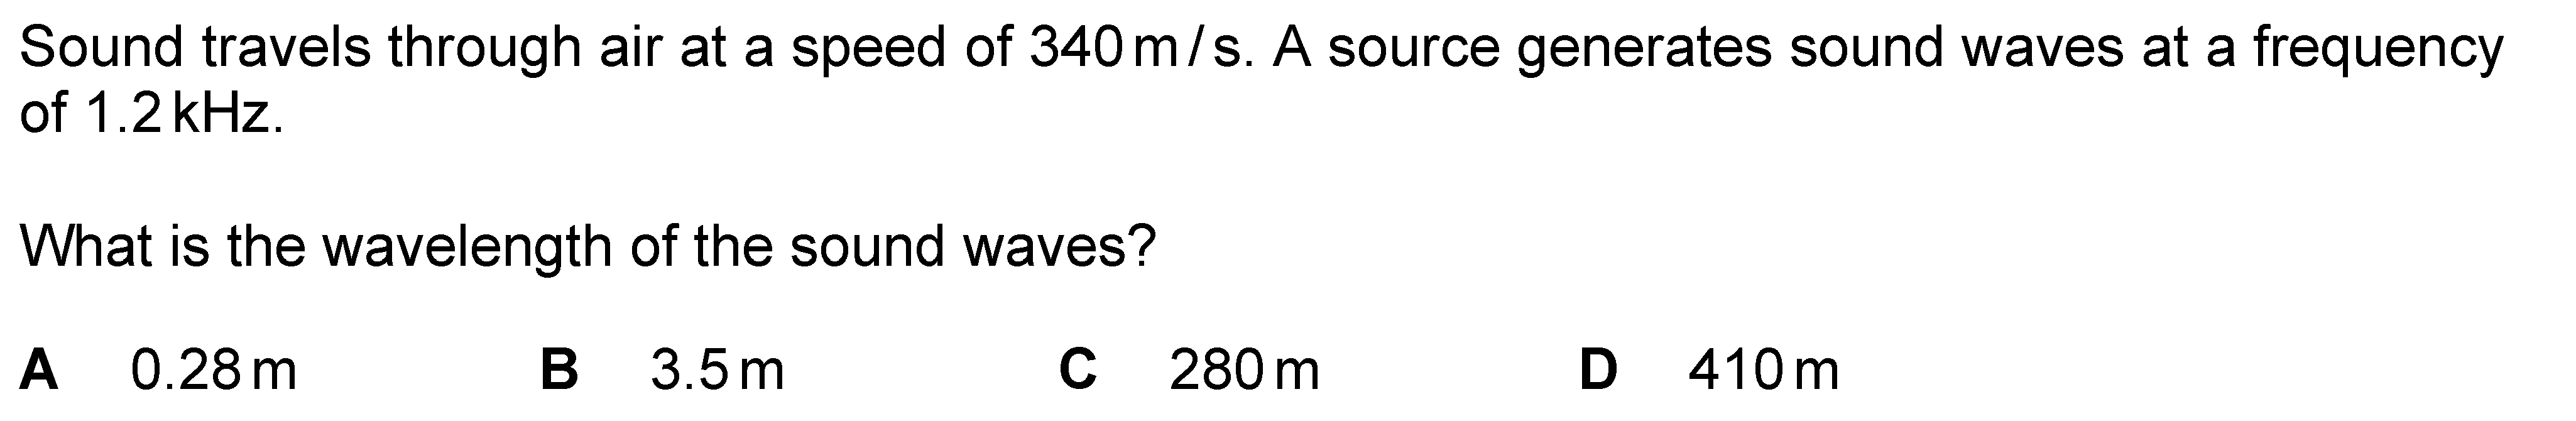 Sound travels through air at a speed of 340 m / s. A source generates sound waves at a frequency
of 1.2 kHz.
What is the wavelength of the sound waves?
A 0.28 m B 3.5 m C 280 m D 410 m